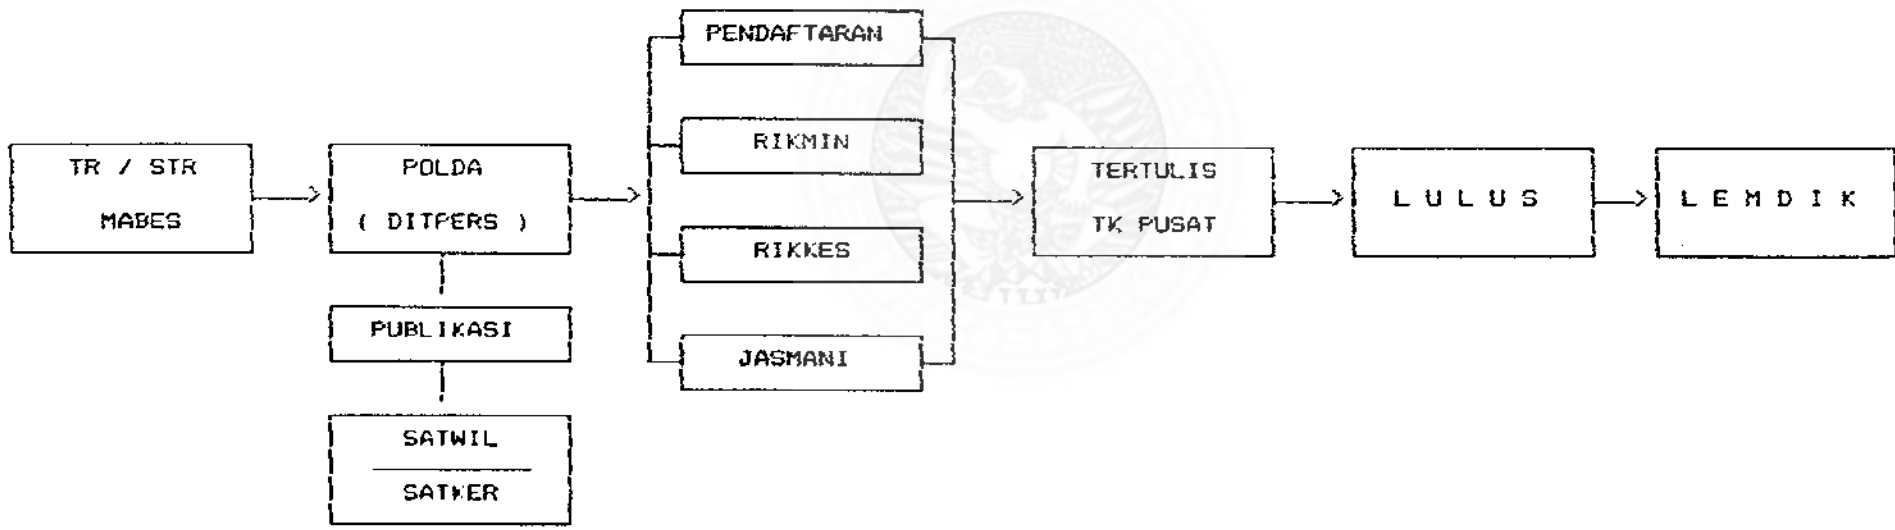 TR / STR
MABES
POLDA
( DITPERS )
PUBLIKASI
SATWIL
SATKER
PENDAFTARAN
RIKMIN
RIKKES
JASMANI
TERTULIS
TK PUSAT
L U L U S
L E M D I K